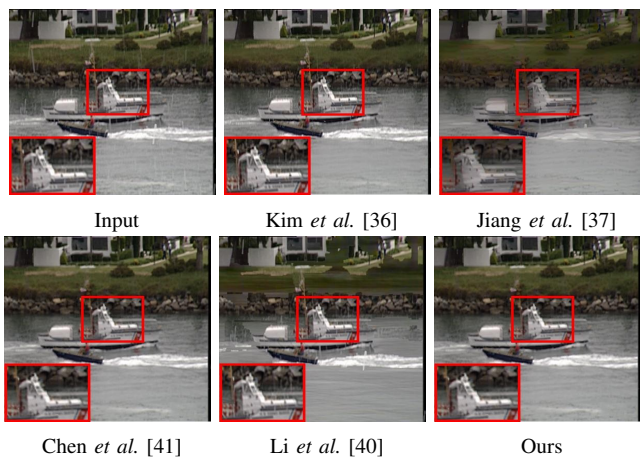 Input
Kim et al. [36]
Jiang et al. [37]
Chen et al. [41]
Li et al. [40]
Ours